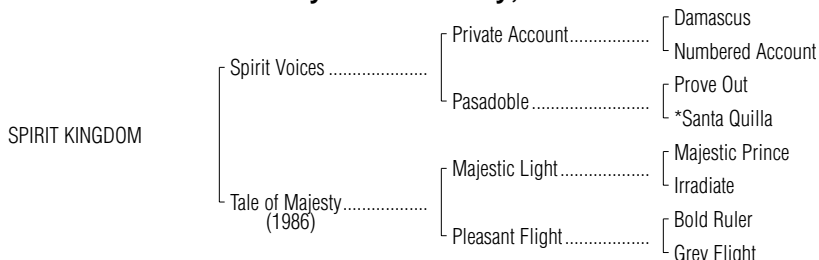 Damascus
Private Account..................
Numbered Account
Spirit Voices ......................
Prove Out
Pasadoble..........................
*Santa Quilla
SPIRIT KINGDOM
Majestic Prince
Majestic Light....................
Irradiate
Tale of Majesty...................
(1986)
Bold Ruler
Pleasant Flight...................
Grey Flight